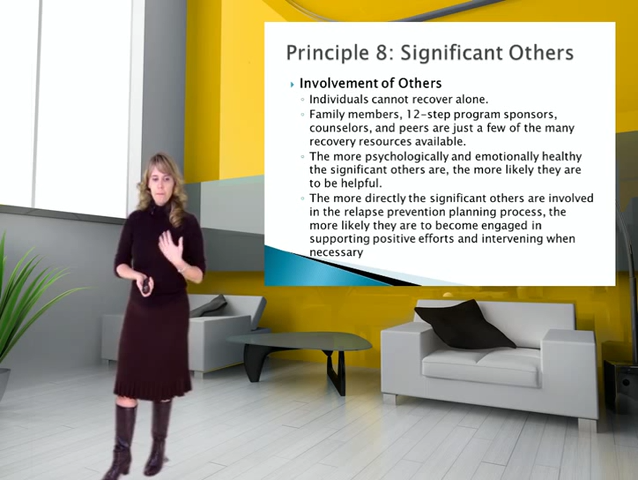 Principle 8: Significant Others
Involvement of Others
Individuals cannot recover alone.
Family members, 12-step program sponsors,
counselors, and peers are just a few of the many
recovery resources available.
The more psychologically and emotionally healthy
the significant others are, the more likely they are
to be helpful.
The more directly the significant others are involved
in the relapse prevention planning process, the
more likely they are to become engaged in
supporting positive efforts and intervening when
necessary